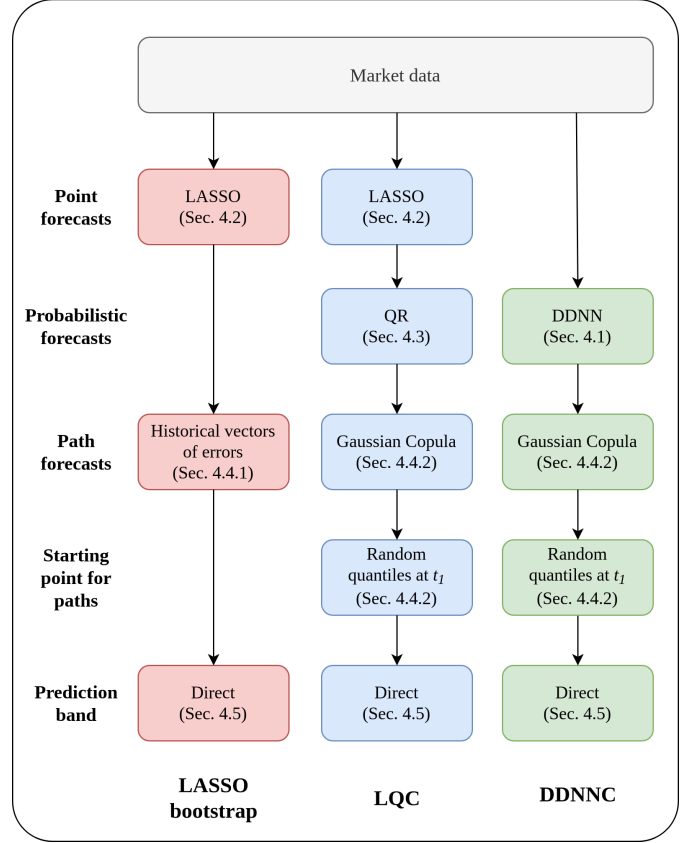 Market data
Point
forecasts
LASSO
(Sec. 4.2)
LASSO
(Sec. 4.2)
Probabilistic
forecasts
QR
(Sec. 4.3)
DDNN
(Sec. 4.1)
Path
forecasts
Historical vectors
of errors
(Sec. 4.4.1)
Gaussian Copula
(Sec. 4.4.2)
Gaussian Copula
(Sec. 4.4.2)
Starting
point for
paths
Random
quantiles at t1
(Sec. 4.4.2)
Random
quantiles at t1
(Sec. 4.4.2)
Prediction
band
Direct
(Sec. 4.5)
Direct
(Sec. 4.5)
Direct
(Sec. 4.5)
LASSO
bootstrap
LQC
DDNNC